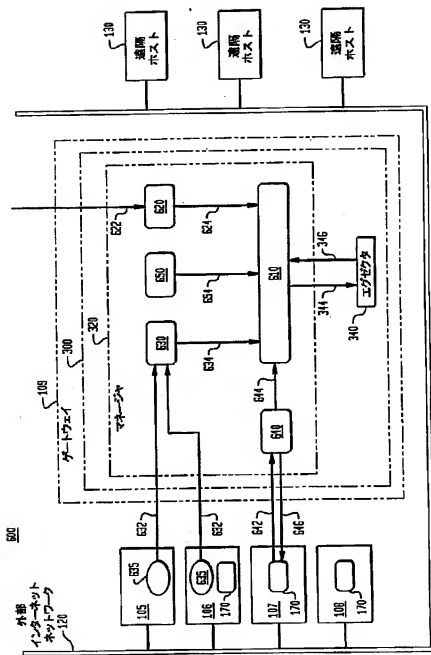 600
外部
インターネット
ネットワーク
120
105
635
106
635
170
107
170
108
170
632
632
642
646
109
ゲートウェイ
300
320
マネージャ
630
650
620
622
634
654
624
640
644
610
344
346
340
エグゼクタ
130
遠隔
ホスト
130
遠隔
ホスト
130
遠隔
ホスト